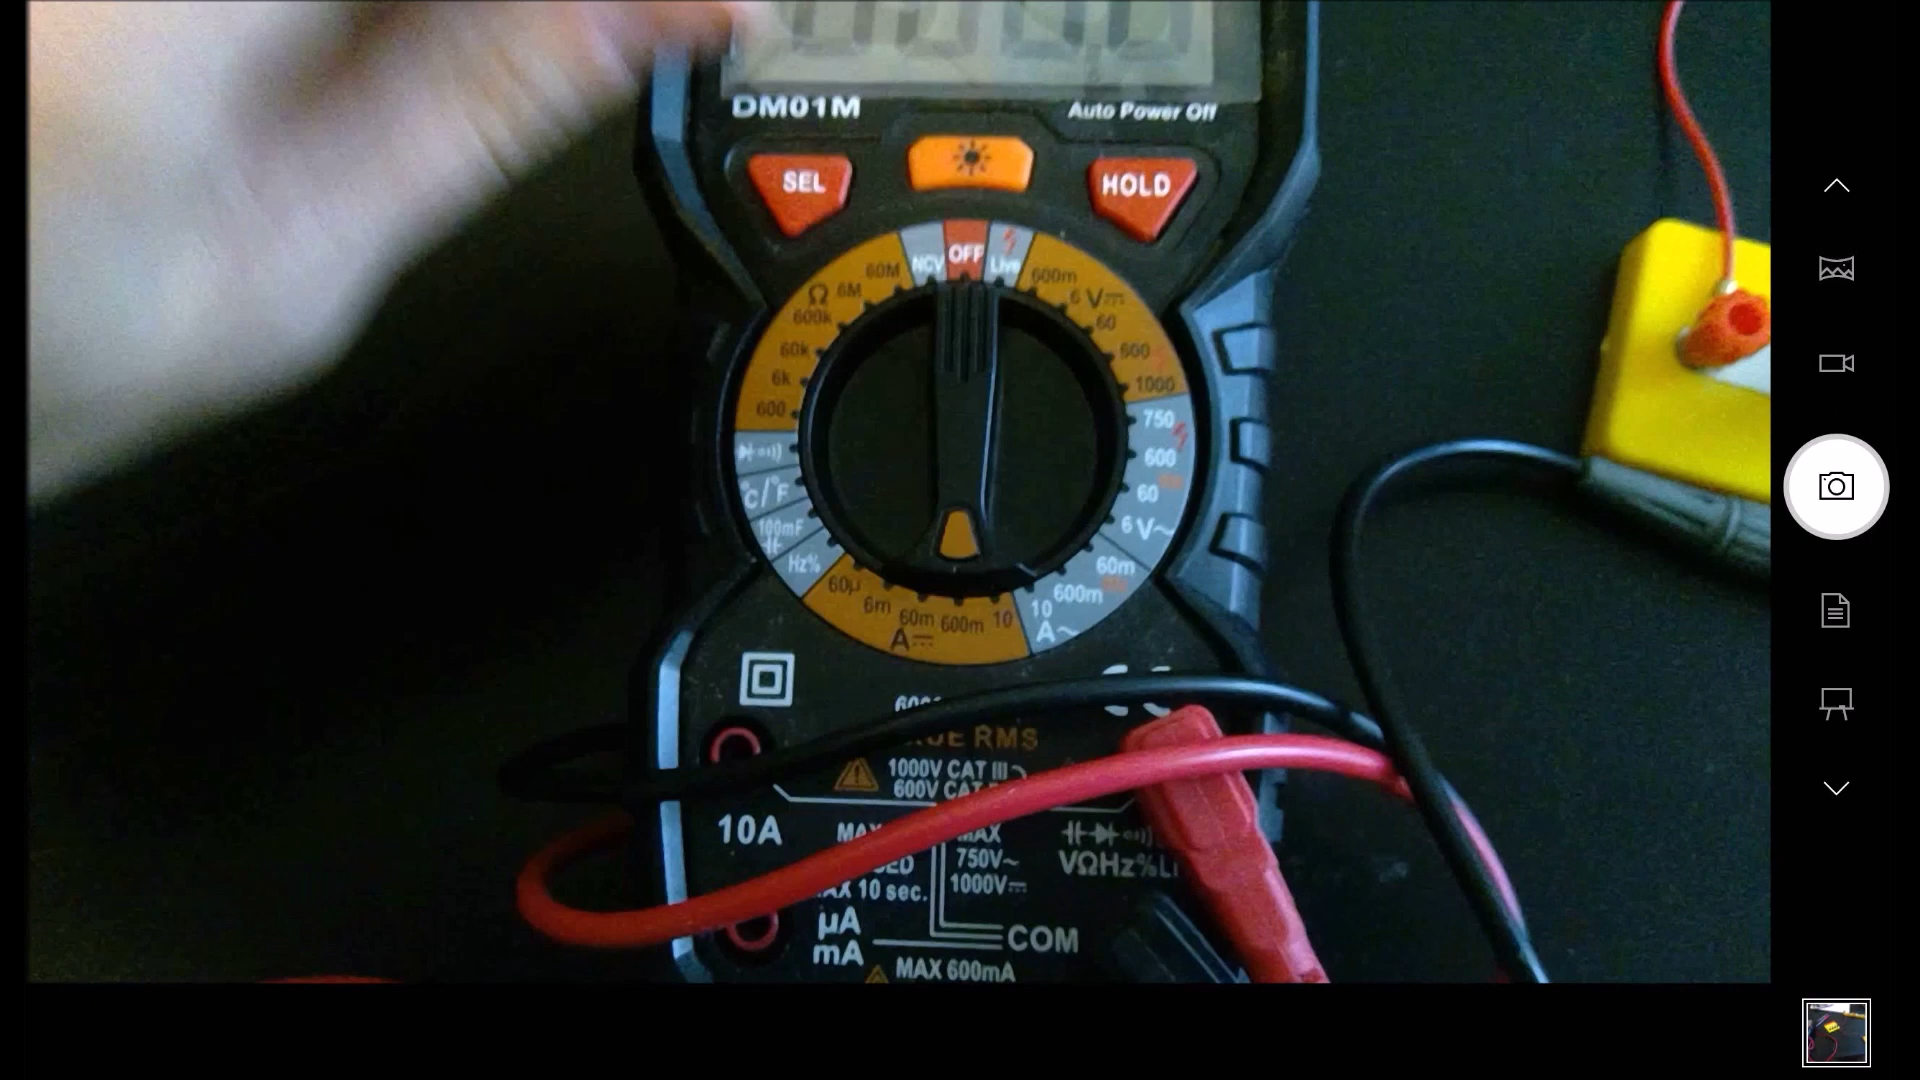 DM01M
Auto Power Off
SEL
HOLD
NCV
OFF
Live
60M
6M
Ω
600k
60k
6k
600
600m
6
V
60
600
1000
750
600
60
6
V~
°C/°F
100mF
Hz%
60µ
6m
60m
600m
10
A
60m
600m
10
A~
RMS
1000V CAT III
600V CAT
10A
MAX
750V~
1000V
10 sec.
VΩHz%
µA
mA
COM
MAX 600mA